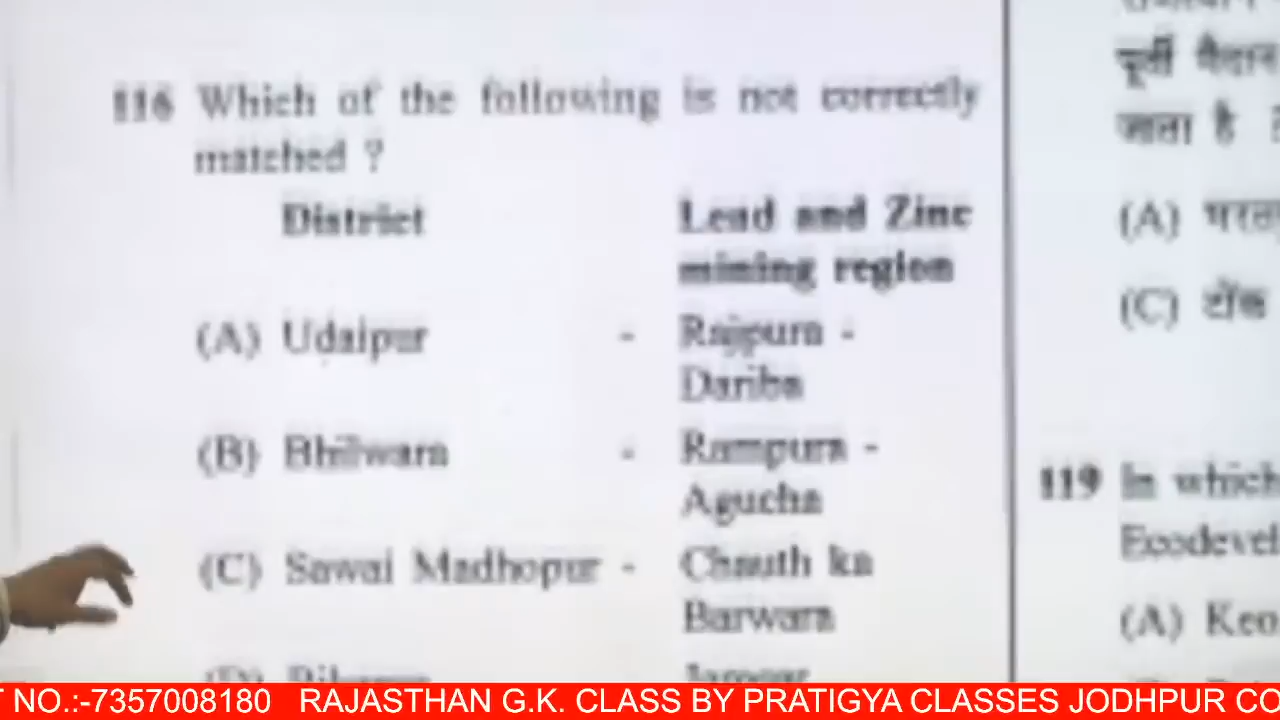 116 Which of the following is not correctly
matched ?
District Lead and Zinc
mining region
(A) Udaipur - Rajpura -
Dariba
(B) Bhilwara - Rampura -
Agucha
(C) Sawai Madhopur - Chauth ka
Barwara
(D)
पूर्वी मैदान
जाता है ?
(A)
(C) टोंक
119 In which
(A)
T NO.:-7357008180 RAJASTHAN G.K. CLASS BY PRATIGYA CLASSES JODHPUR CO